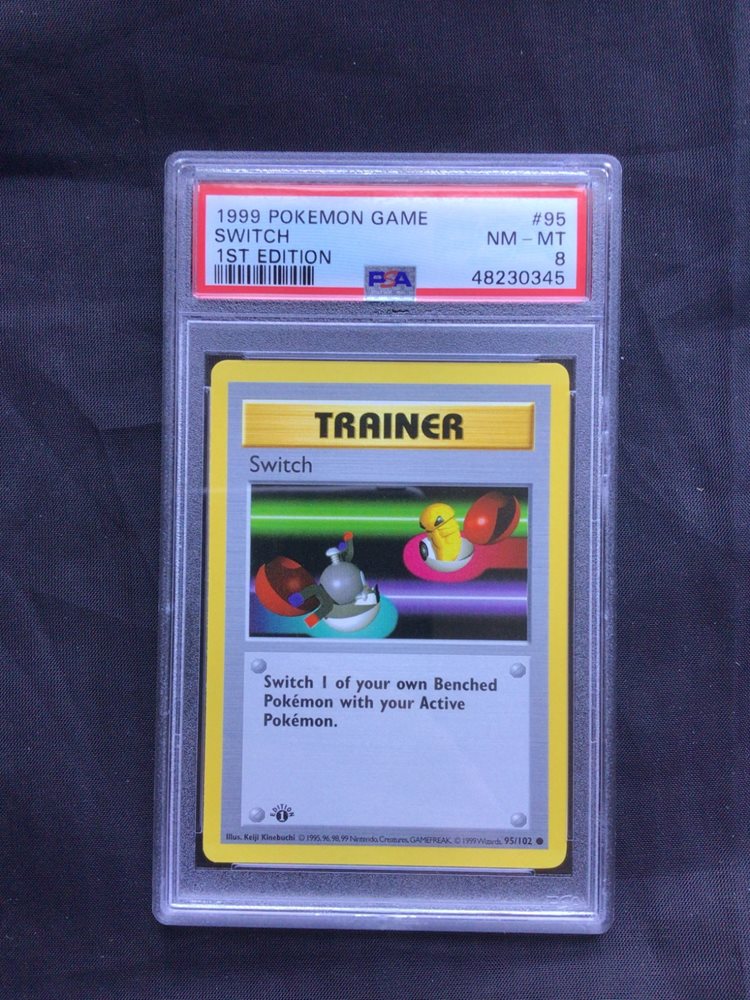 1999 POKEMON GAME #95
SWITCH NM - MT
1ST EDITION 8
PSA 48230345
TRAINER
Switch
Switch 1 of your own Benched
Pokémon with your Active
Pokémon.
EDITION 1
Illus. Keiji Kinebuchi © 1995, 96, 98, 99 Nintendo, Creatures, GAMEFREAK. © 1999 Wizards. 95/102